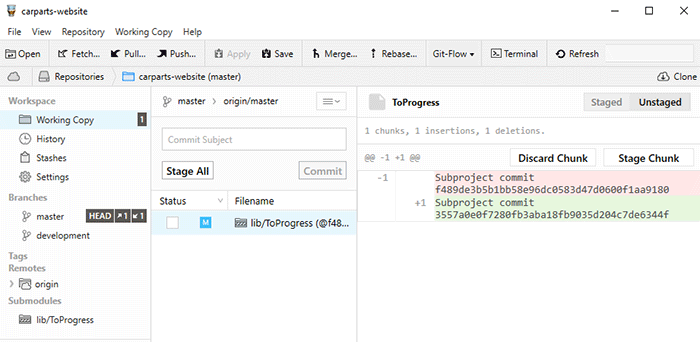 carparts-website
File View Repository Working Copy Help
Open Fetch... Pull... Push... Apply Save Merge... Rebase... Git-Flow Terminal Refresh
Repositories carparts-website (master) Clone
Workspace
Working Copy 1
History
Stashes
Settings
Branches
master HEAD 1 1
development
Tags
Remotes
origin
Submodules
lib/ToProgress
master origin/master
Commit Subject
Stage All Commit
Status Filename
M lib/ToProgress (@f48...
ToProgress Staged Unstaged
1 chunks, 1 insertions, 1 deletions.
@@ -1 +1 @@ Discard Chunk Stage Chunk
-1 Subproject commit
f489de3b5b1bb58e96dc0583d47d0600f1aa9180
+1 Subproject commit
3557a0e0f7280fb3aba18fb9035d204c7de6344f